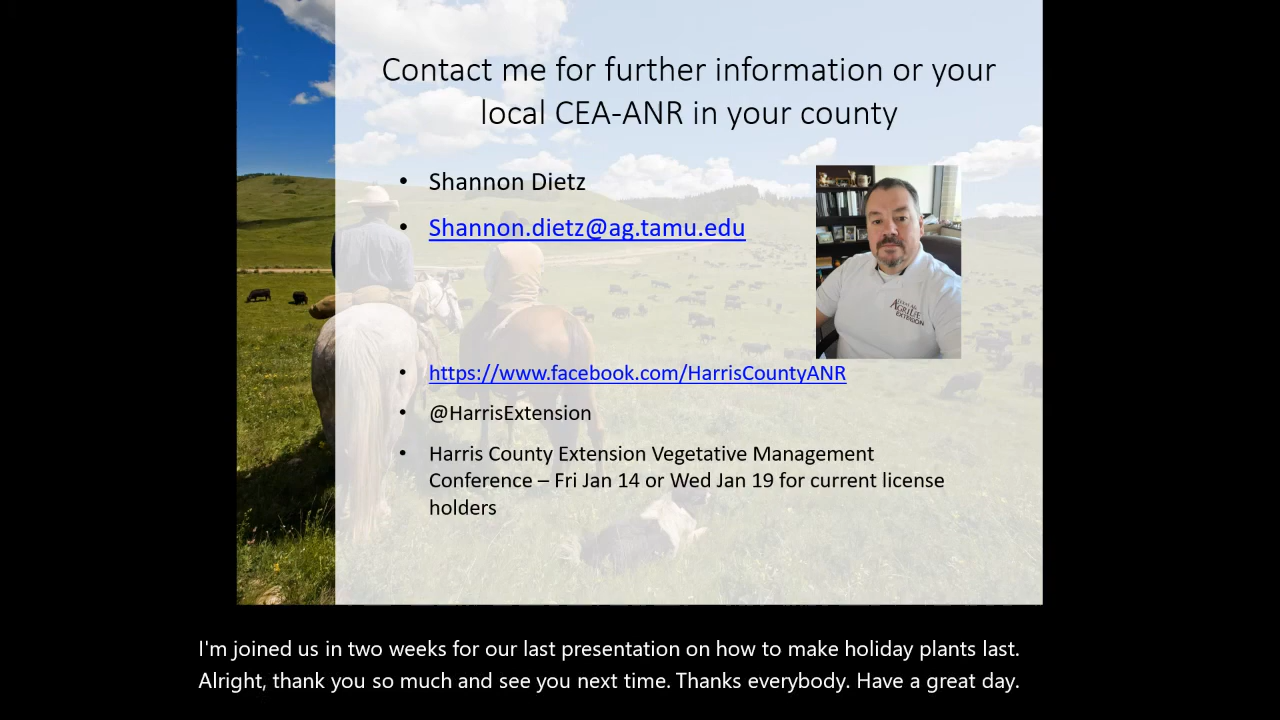 Contact me for further information or your
local CEA-ANR in your county
• Shannon Dietz
• Shannon.dietz@ag.tamu.edu
AGRILIFE
EXTENSION
• https://www.facebook.com/HarrisCountyANR
• @HarrisExtension
• Harris County Extension Vegetative Management
Conference – Fri Jan 14 or Wed Jan 19 for current license
holders
I'm joined us in two weeks for our last presentation on how to make holiday plants last.
Alright, thank you so much and see you next time. Thanks everybody. Have a great day.